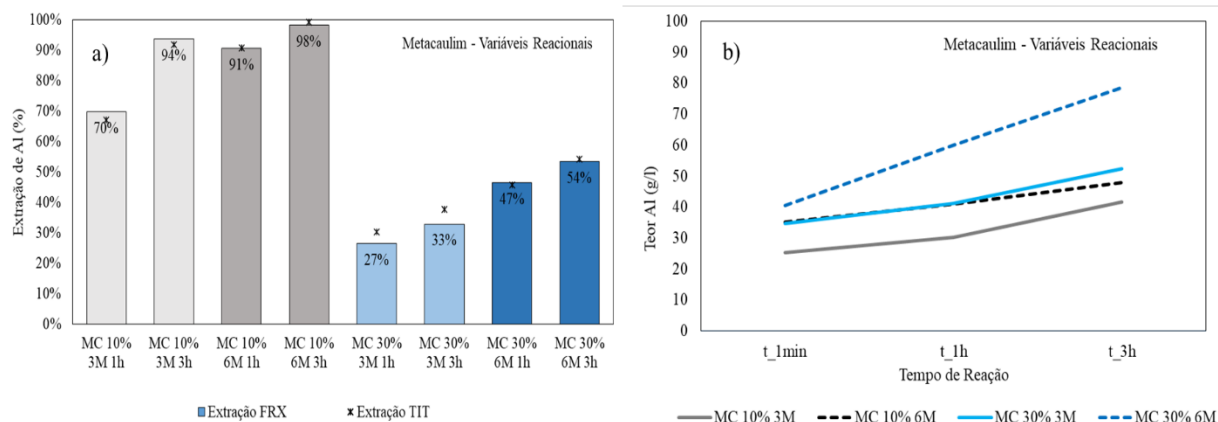 a)
Metacaulim - Variáveis Reacionais
Extração de Al (%)
100%
90%
80%
70%
60%
50%
40%
30%
20%
10%
0%
70%
94%
91%
98%
27%
33%
47%
54%
MC 10% MC 10% MC 10% MC 10% MC 30% MC 30% MC 30% MC 30%
3M 1h 3M 3h 6M 1h 6M 3h 3M 1h 3M 3h 6M 1h 6M 3h
Extração FRX Extração TIT
b)
Metacaulim - Variáveis Reacionais
Teor Al (g/l)
100
90
80
70
60
50
40
30
20
10
0
t_1min t_1h t_3h
Tempo de Reação
MC 10% 3M MC 10% 6M MC 30% 3M MC 30% 6M